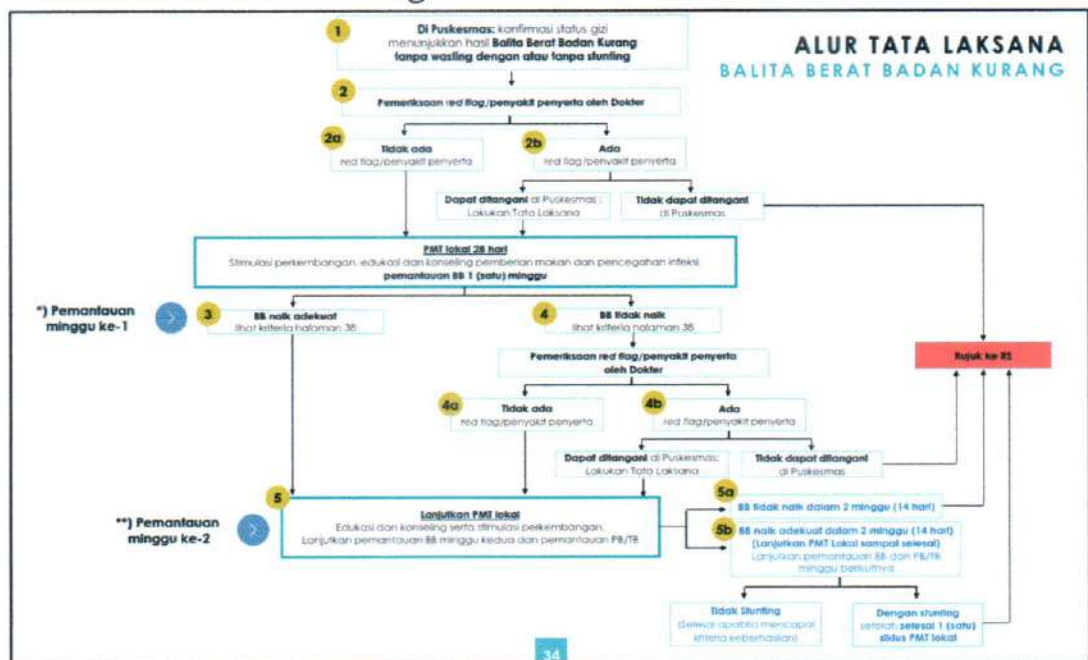 ALUR TATA LAKSANA
BALITA BERAT BADAN KURANG
1
Di Puskesmas: konfirmasi status gizi
menunjukkan hasil Balita Berat Badan Kurang
tanpa wasting dengan atau tanpa stunting
2
Pemeriksaan red flag/penyakit penyerta oleh Dokter
2a
Tidak ada
red flag/penyakit penyerta
2b
Ada
red flag/penyakit penyerta
Dapat ditangani di Puskesmas :
Lakukan Tata Laksana
Tidak dapat ditangani
di Puskesmas
PMT lokal 28 hari
Stimulasi perkembangan, edukasi dan konseling pemberian makan dan pencegahan infeksi,
pemantauan BB 1 (satu) minggu
*) Pemantauan
minggu ke-1
3
BB naik adekuat
lihat kriteria halaman 38
4
BB tidak naik
lihat kriteria halaman 38
Pemeriksaan red flag/penyakit penyerta
oleh Dokter
Rujuk ke RS
4a
Tidak ada
red flag/penyakit penyerta
4b
Ada
red flag/penyakit penyerta
Dapat ditangani di Puskesmas;
Lakukan Tata Laksana
Tidak dapat ditangani
di Puskesmas
**) Pemantauan
minggu ke-2
5
Lanjutkan PMT lokal
Edukasi dan konseling serta stimulasi perkembangan.
Lanjutkan pemantauan BB minggu kedua dan pemantauan PB/TB
5a
BB tidak naik dalam 2 minggu (14 hari)
5b
BB naik adekuat dalam 2 minggu (14 hari)
(Lanjutkan PMT Lokal sampai selesai)
Lanjutkan pemantauan BB dan PB/TB
minggu berikutnya
Tidak Stunting
(Selesai apabila mencapai
kriteria keberhasilan)
Dengan stunting
setelah selesai 1 (satu)
siklus PMT lokal
34